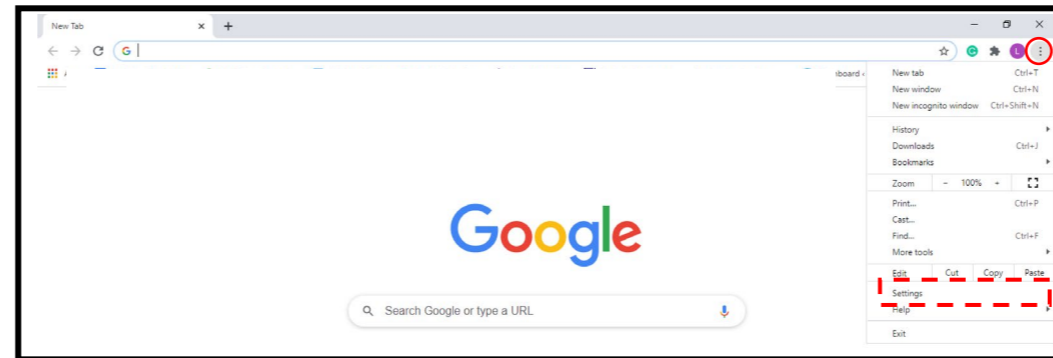 New Tab
G
L
New tab Ctrl+T
New window Ctrl+N
New incognito window Ctrl+Shift+N
History
Downloads Ctrl+J
Bookmarks
Zoom - 100% +
Print... Ctrl+P
Cast...
Find... Ctrl+F
More tools
Edit Cut Copy Paste
Settings
Help
Exit
Google
Search Google or type a URL